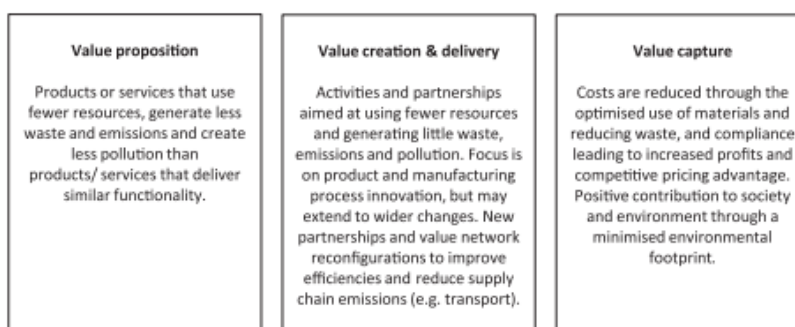 Value proposition
Products or services that use
fewer resources, generate less
waste and emissions and create
less pollution than
products/ services that deliver
similar functionality.
Value creation & delivery
Activities and partnerships
aimed at using fewer resources
and generating little waste,
emissions and pollution. Focus is
on product and manufacturing
process innovation, but may
extend to wider changes. New
partnerships and value network
reconfigurations to improve
efficiencies and reduce supply
chain emissions (e.g. transport).
Value capture
Costs are reduced through the
optimised use of materials and
reducing waste, and compliance
leading to increased profits and
competitive pricing advantage.
Positive contribution to society
and environment through a
minimised environmental
footprint.